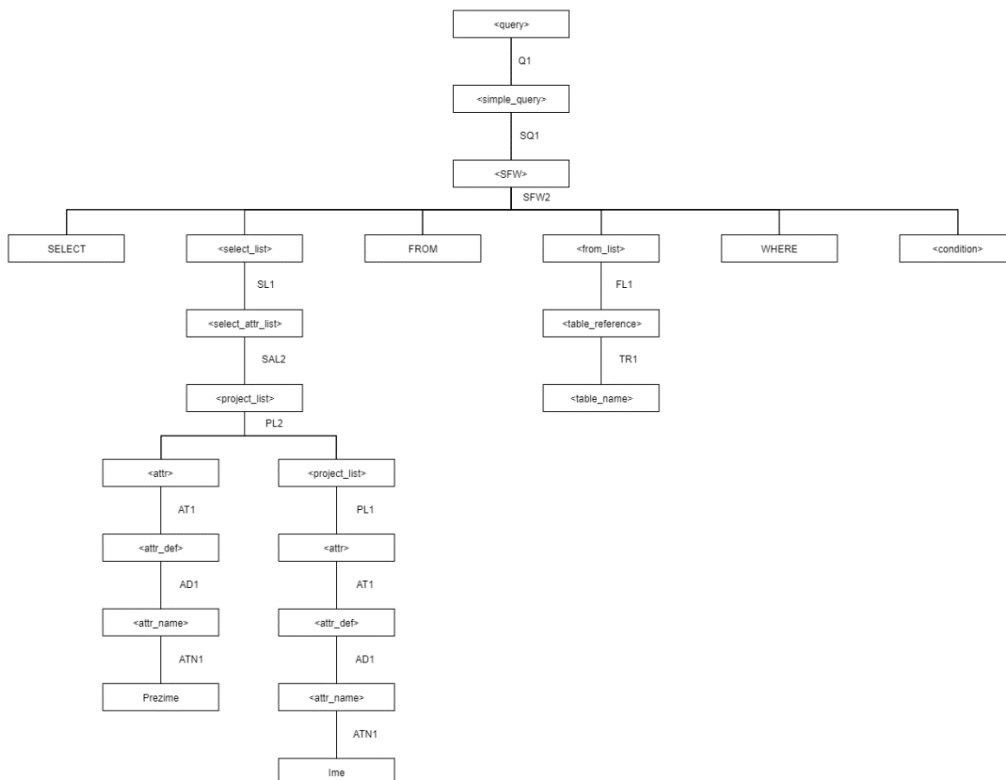 <query>
Q1
<simple_query>
SQ1
<SFW>
SFW2
SELECT
<select_list>
FROM
<from_list>
WHERE
<condition>
SL1
FL1
<select_attr_list>
<table_reference>
SAL2
TR1
<project_list>
<table_name>
PL2
<attr>
<project_list>
AT1
PL1
<attr_def>
<attr>
AD1
AT1
<attr_name>
<attr_def>
ATN1
AD1
Prezime
<attr_name>
ATN1
Ime